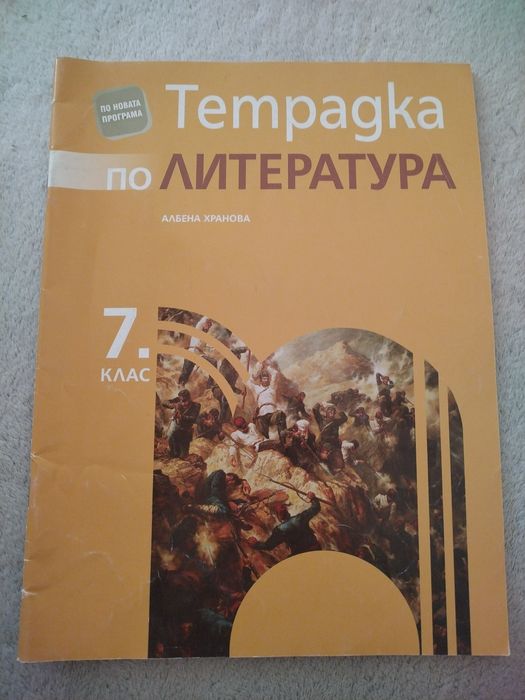 ПО НОВАТА
ПРОГРАМА
Тетрадка
по ЛИТЕРАТУРА
АЛБЕНА ХРАНОВА
7.
КЛАС